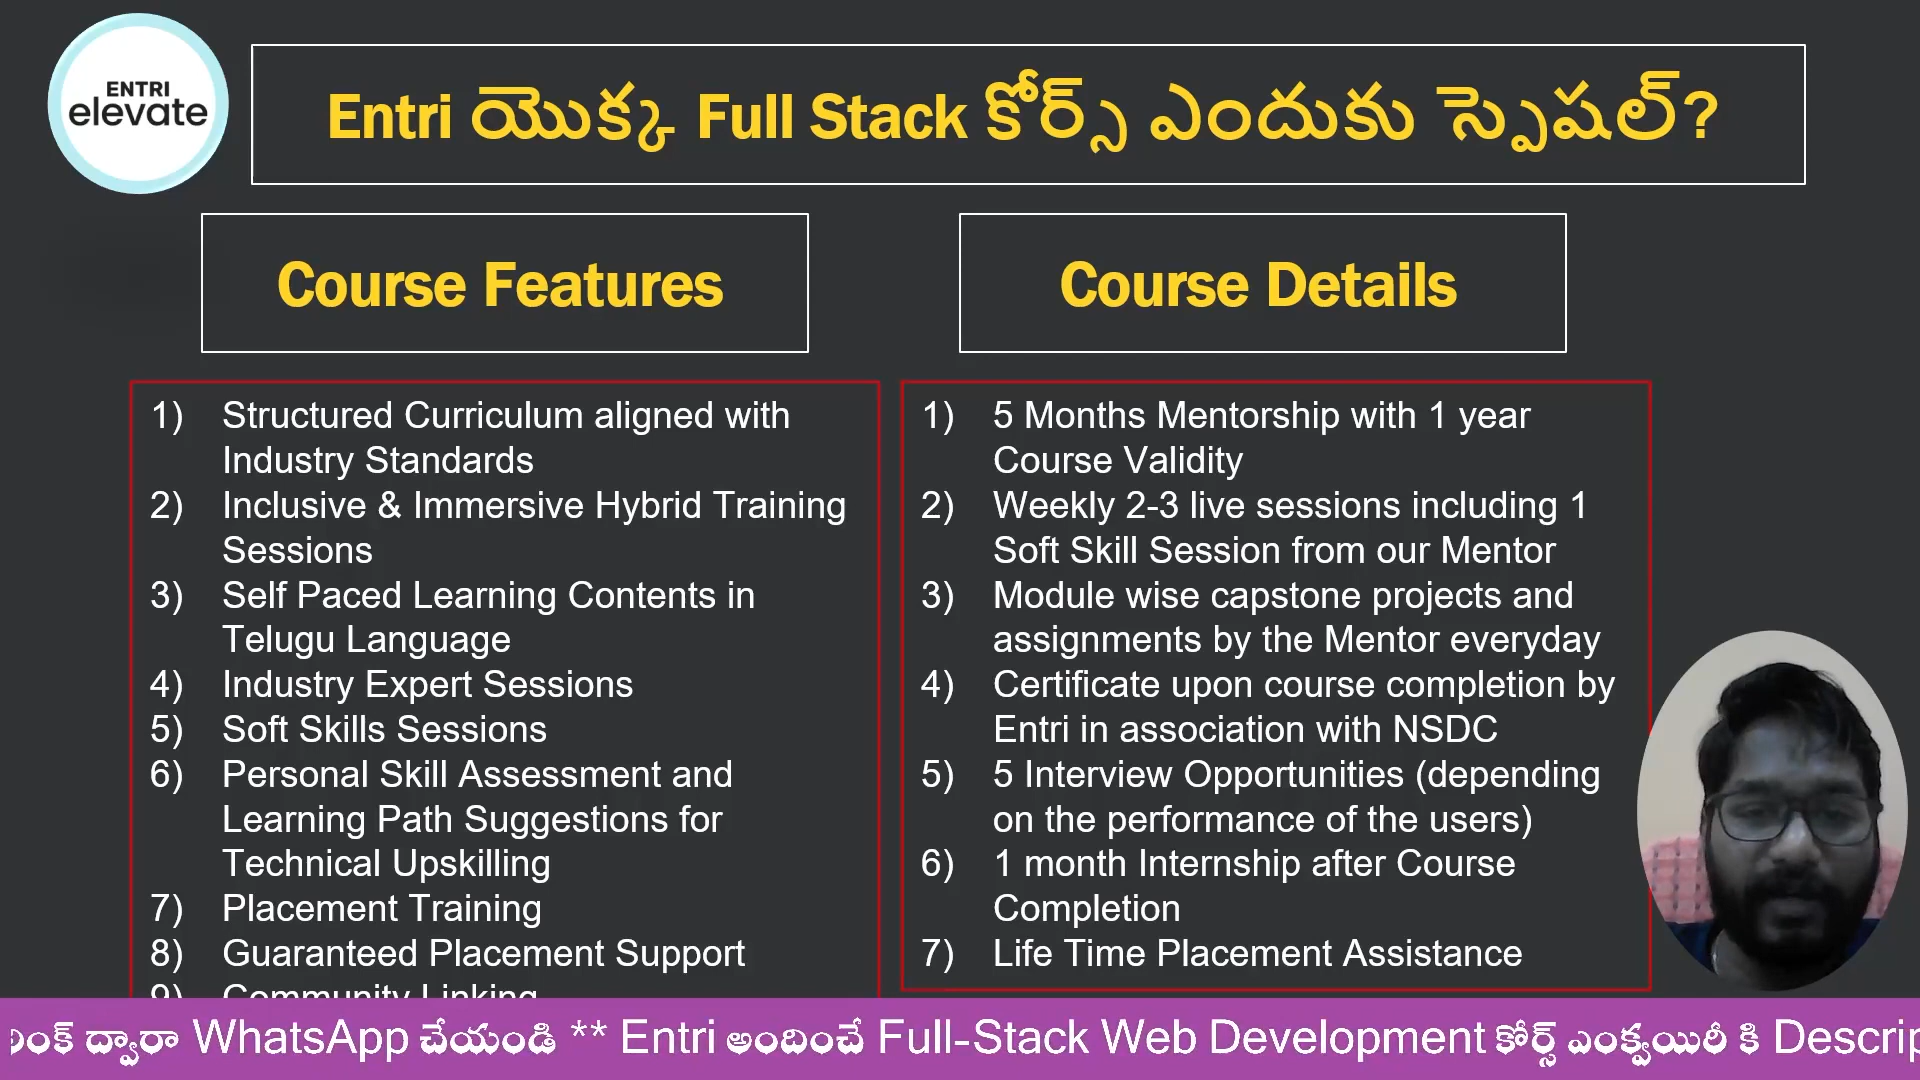 ENTRI
elevate
Entri యొక్క Full Stack కోర్స్ ఎందుకు స్పెషల్?
Course Features
1) Structured Curriculum aligned with
Industry Standards
2) Inclusive & Immersive Hybrid Training
Sessions
3) Self Paced Learning Contents in
Telugu Language
4) Industry Expert Sessions
5) Soft Skills Sessions
6) Personal Skill Assessment and
Learning Path Suggestions for
Technical Upskilling
7) Placement Training
8) Guaranteed Placement Support
9) Community Linking
Course Details
1) 5 Months Mentorship with 1 year
Course Validity
2) Weekly 2-3 live sessions including 1
Soft Skill Session from our Mentor
3) Module wise capstone projects and
assignments by the Mentor everyday
4) Certificate upon course completion by
Entri in association with NSDC
5) 5 Interview Opportunities (depending
on the performance of the users)
6) 1 month Internship after Course
Completion
7) Life Time Placement Assistance
ద్వారా WhatsApp చేయండి ** Entri అందించే Full-Stack Web Development కోర్స్ ఎంక్వయిరీ కి